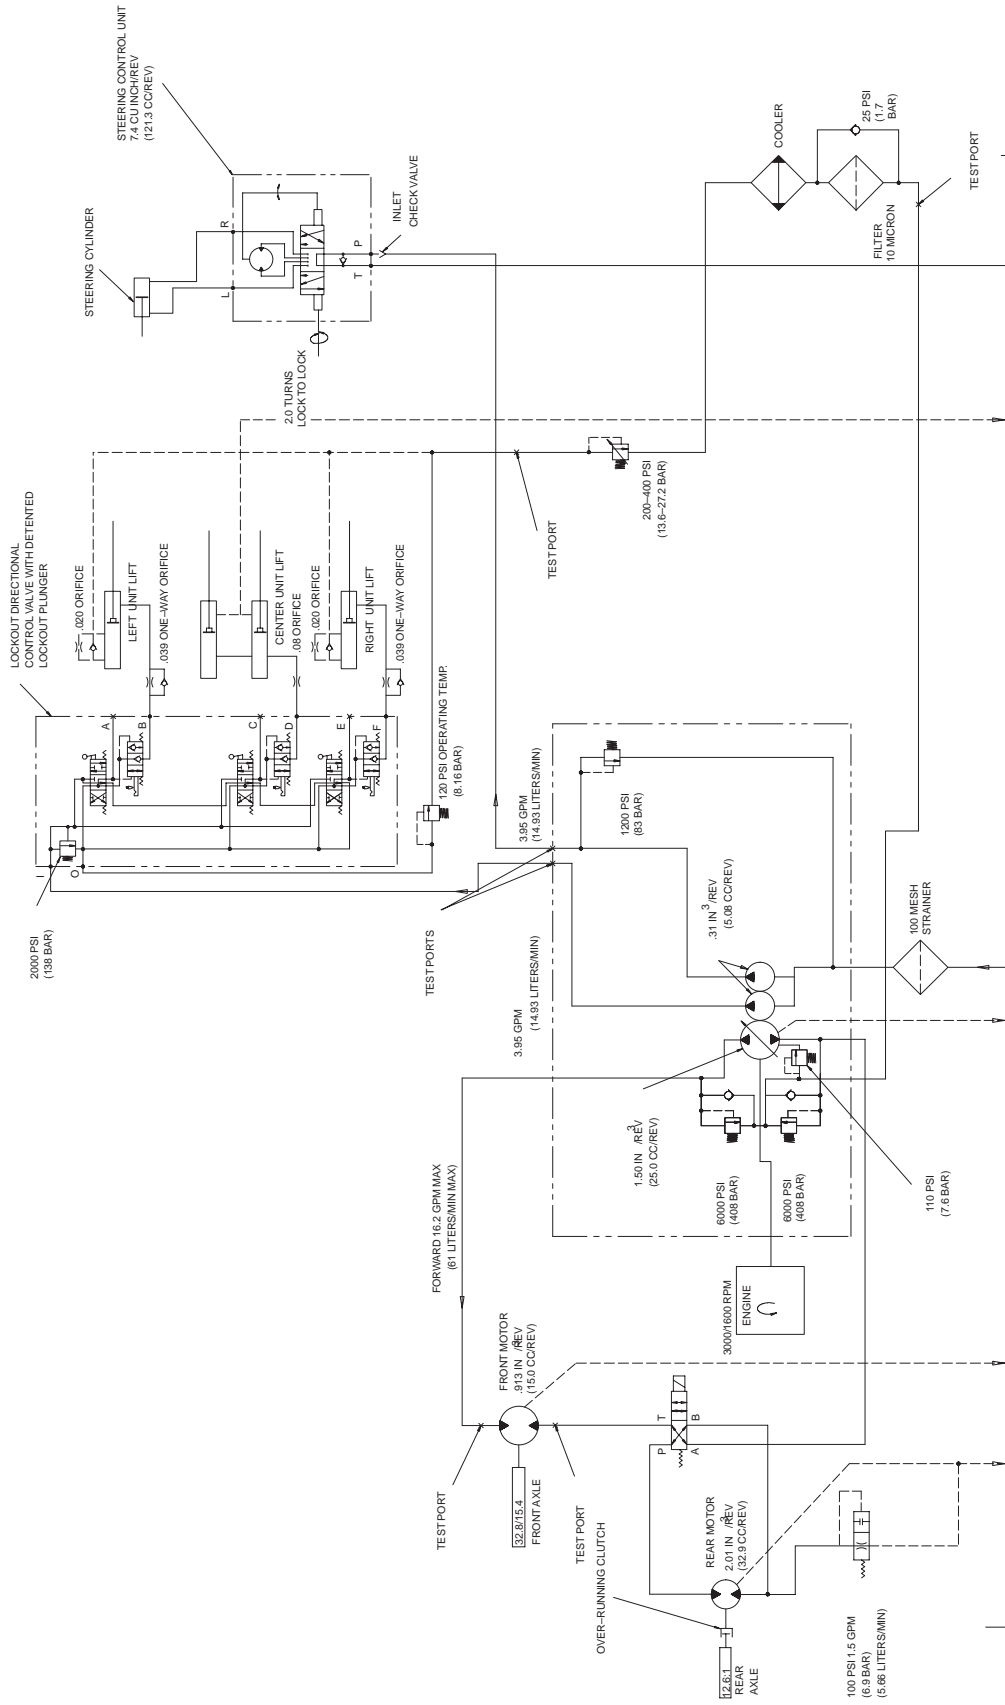 STEERING CONTROL UNIT
7.4 CU INCH/REV
(121.3 CC/REV)
STEERING CYLINDER
R
L
P
T
INLET
CHECK VALVE
2.0 TURNS
LOCK TO LOCK
COOLER
25 PSI
(1.7
BAR)
FILTER
10 MICRON
TEST PORT
LOCKOUT DIRECTIONAL
CONTROL VALVE WITH DETENTED
LOCKOUT PLUNGER
.020 ORIFICE
LEFT UNIT LIFT
.039 ONE–WAY ORIFICE
CENTER UNIT LIFT
.08 ORIFICE
.020 ORIFICE
RIGHT UNIT LIFT
.039 ONE–WAY ORIFICE
A
B
C
D
E
F
I
O
2000 PSI
(138 BAR)
120 PSI OPERATING TEMP.
(8.16 BAR)
TEST PORT
200–400 PSI
(13.6–27.2 BAR)
TEST PORTS
3.95 GPM
(14.93 LITERS/MIN)
3.95 GPM
(14.93 LITERS/MIN)
1200 PSI
(83 BAR)
.31 IN 3 /REV
(5.08 CC/REV)
100 MESH
STRAINER
1.50 IN 3 /REV
(25.0 CC/REV)
6000 PSI
(408 BAR)
6000 PSI
(408 BAR)
110 PSI
(7.6 BAR)
FORWARD 16.2 GPM MAX
(61 LITERS/MIN MAX)
3000/1600 RPM
ENGINE
FRONT MOTOR
.913 IN 3 /REV
(15.0 CC/REV)
TEST PORT
32.8/15.4
FRONT AXLE
TEST PORT
P
T
A
B
OVER–RUNNING CLUTCH
REAR MOTOR
2.01 IN 3 /REV
(32.9 CC/REV)
12.6:1
REAR
AXLE
100 PSI 1.5 GPM
(6.9 BAR)
(5.66 LITERS/MIN)